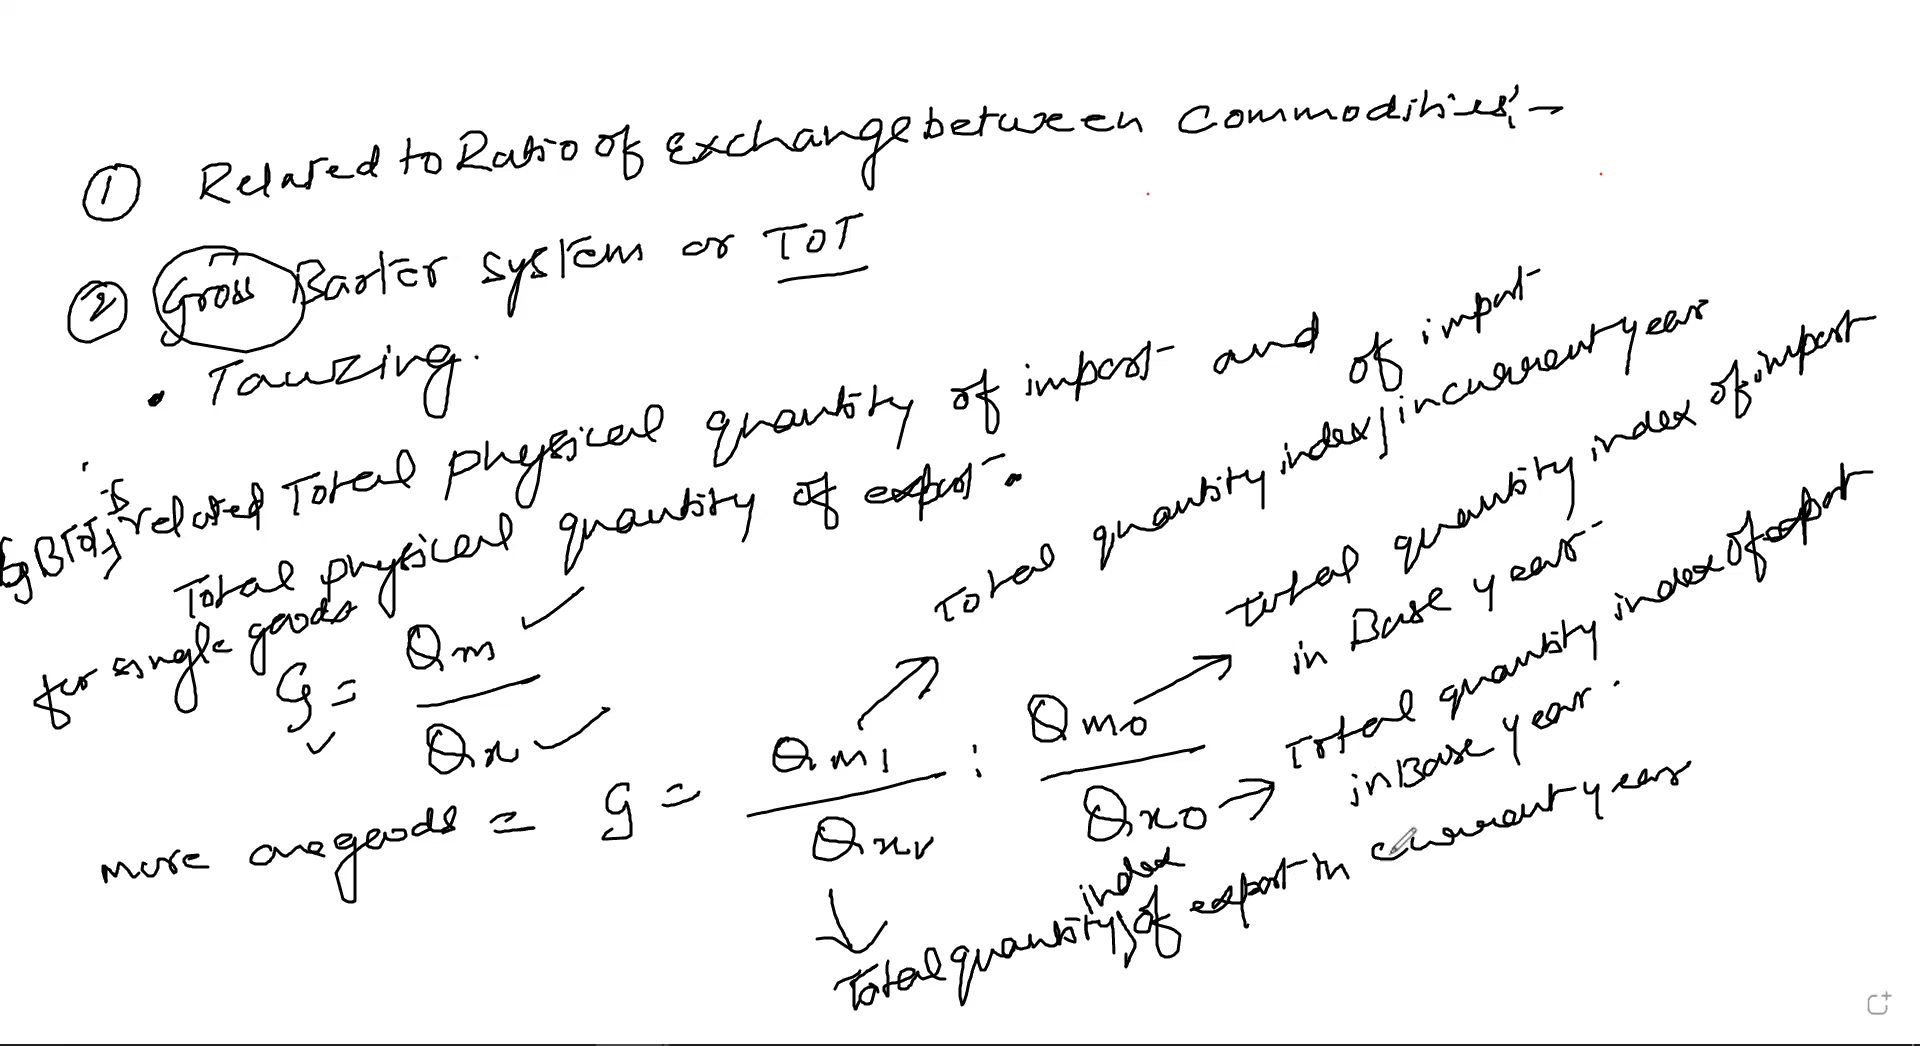 ① Related to Ratio of Exchange between Commodities:-
② Gross Barter system or TOT
• Tauzing.
[GBTOT] is related Total physical quantity of import and
Total physical quantity of export.
for single goods
G = Qm / Qx
more one goods = G = Qm1 / Qx1 : Qm0 / Qx0
Total quantity index of import in current year
Total quantity index of import
in Base year
Total quantity index of export
in Base year.
Total quantity index of export in current year